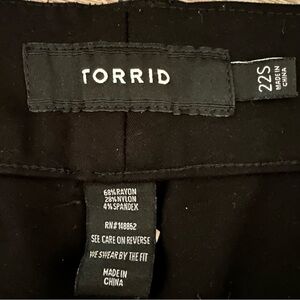 TORRID
22S
MADE IN
CHINA
68%RAYON
28%NYLON
4%SPANDEX
RN#148952
SEE CARE ON REVERSE
WE SWEAR BY THE FIT
MADE IN
CHINA